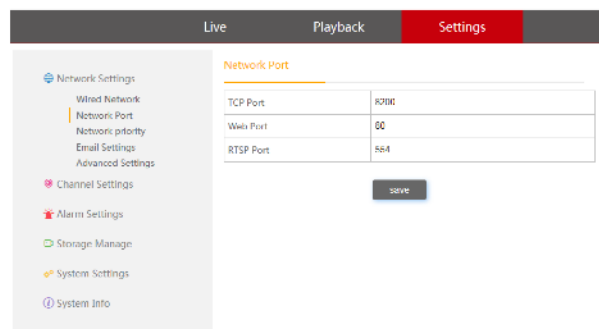 Live Playback Settings
Network Settings
Wired Network
Network Port
Network priority
Email Settings
Advanced Settings
Channel Settings
Alarm Settings
Storage Manage
System Settings
System Info
Network Port
TCP Port 8200
Web Port 80
RTSP Port 554
save